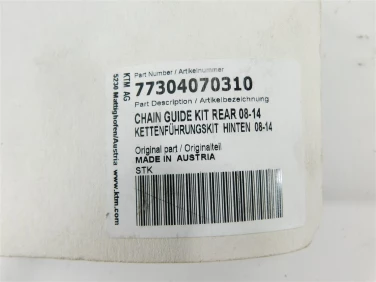 Part Number / Artikelnummer
77304070310
Part Description / Artikelbezeichnung
CHAIN GUIDE KIT REAR 08-14
KETTENFÜHRUNGSKIT HINTEN 08-14
Original part / Originalteil
MADE IN AUSTRIA
STK
KTM AG
5230 Mattighofen/Austria www.ktm.com